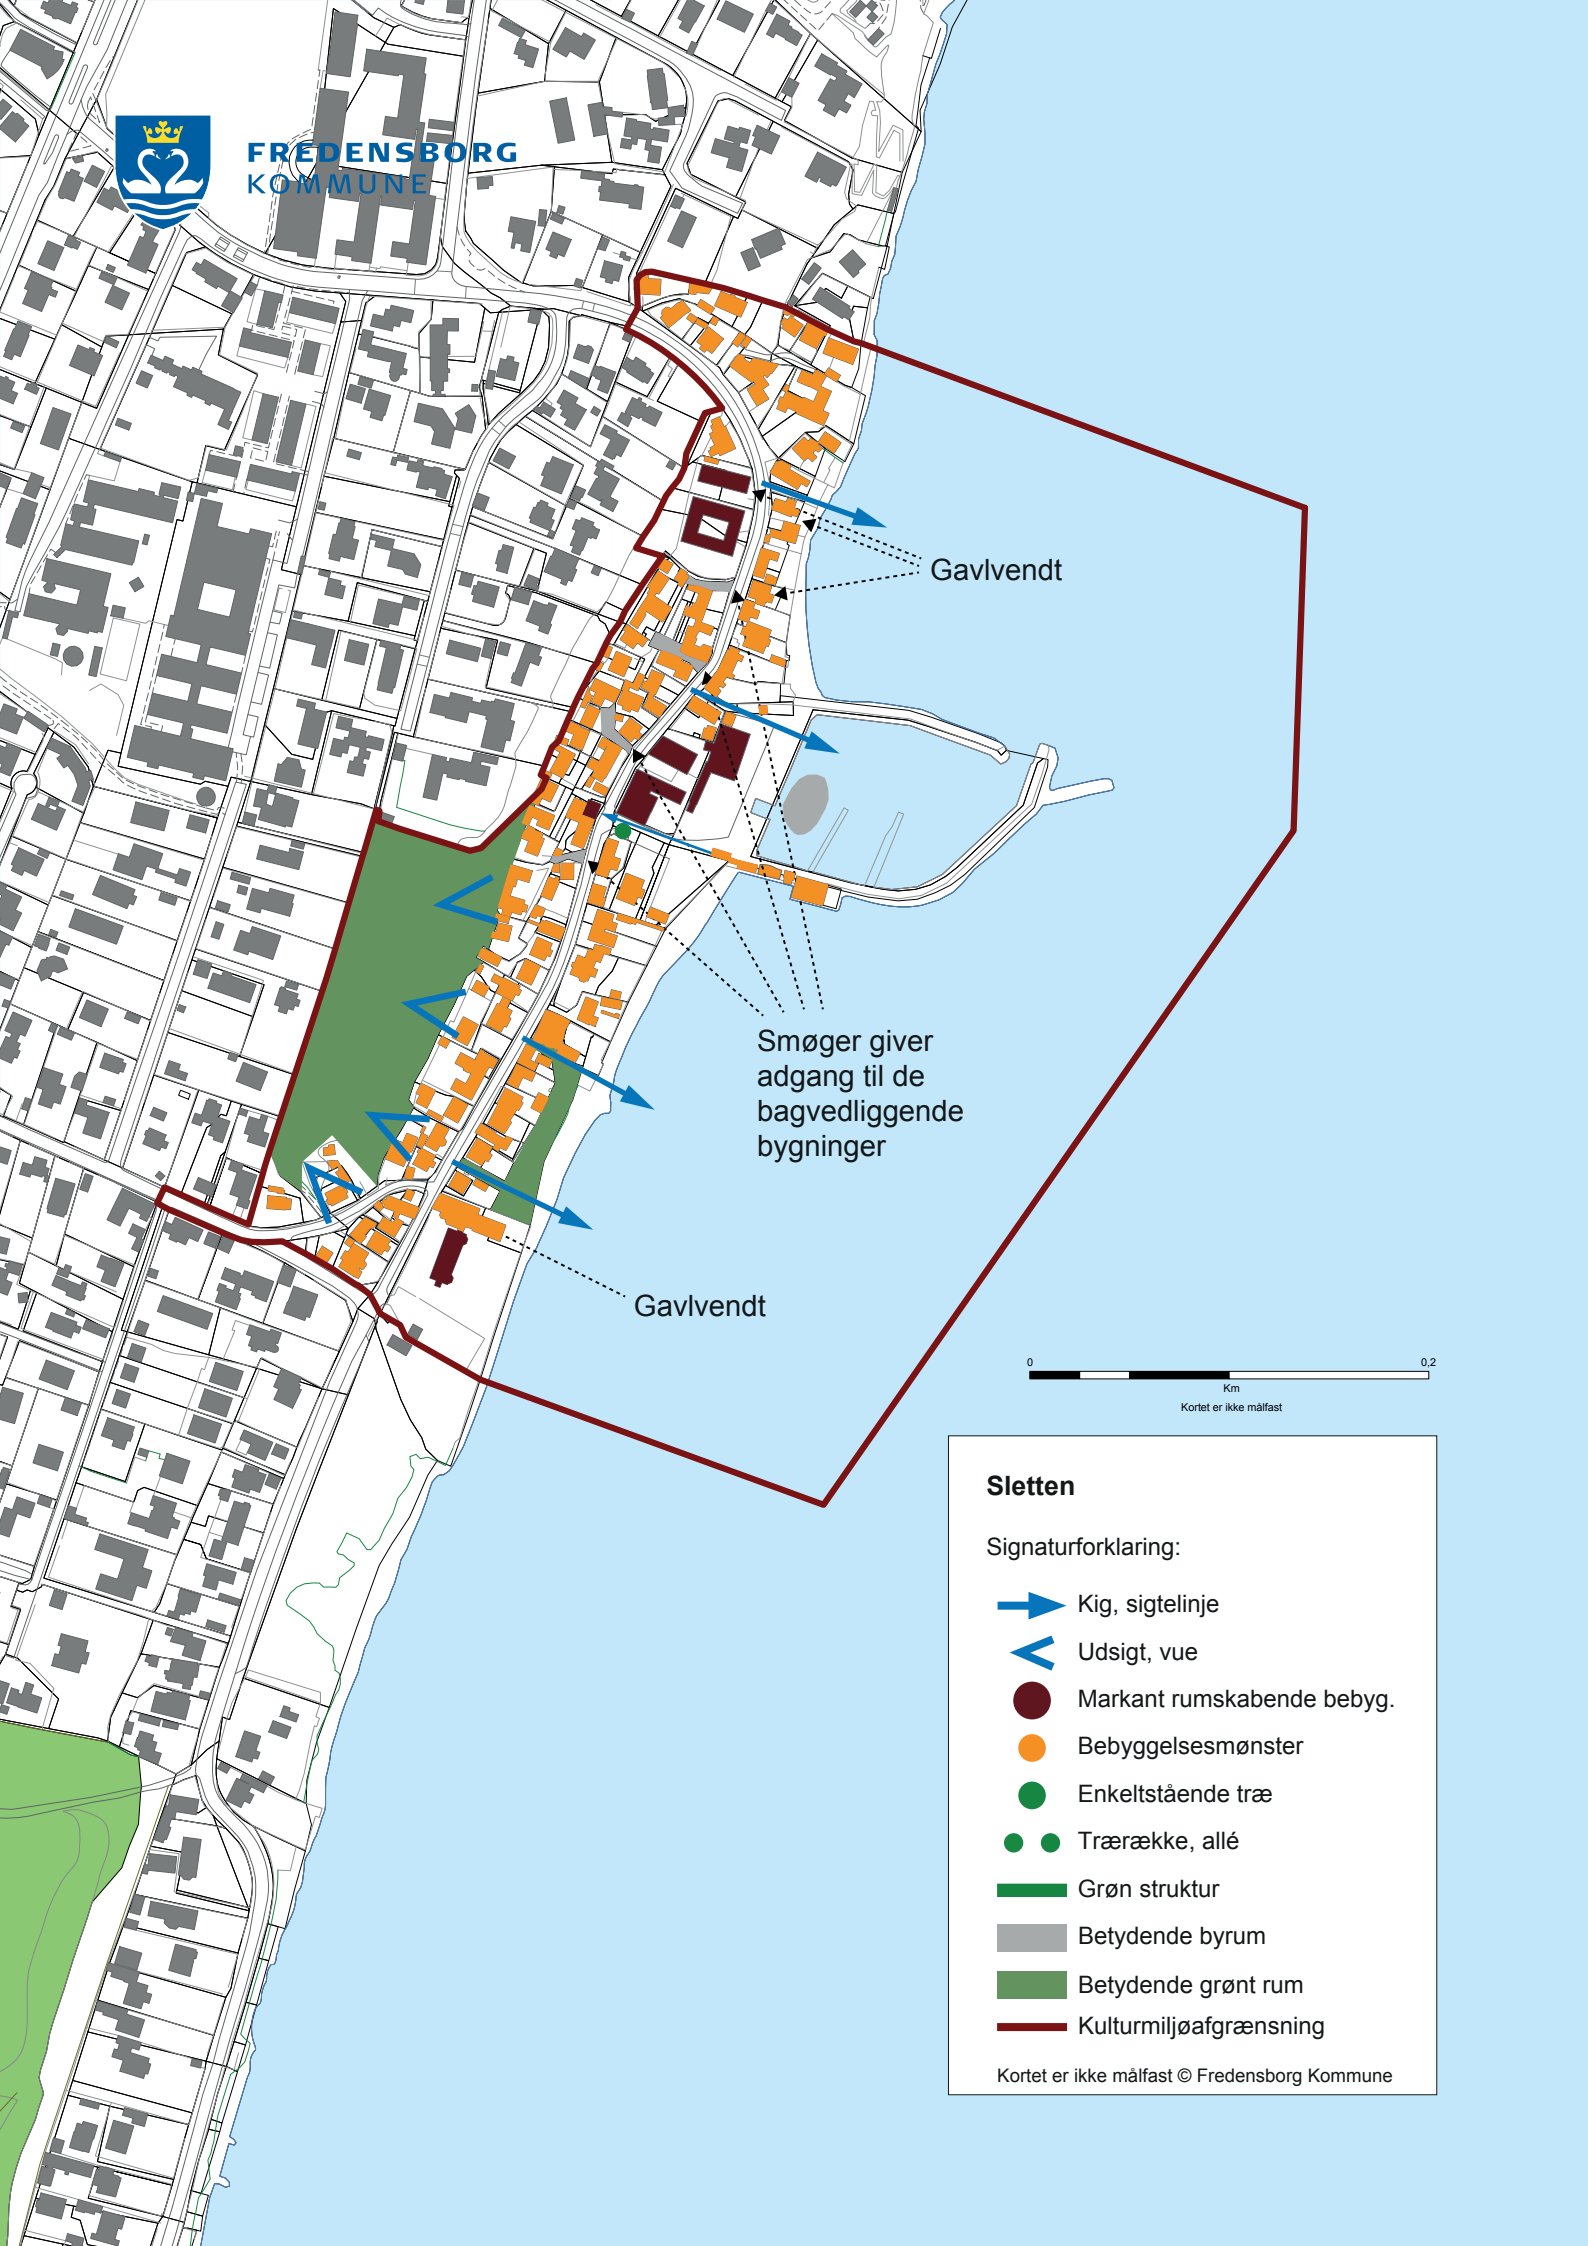 FREDENSBORG
KOMMUNE
Gavlvendt
Smøger giver
adgang til de
bagvedliggende
bygninger
Gavlvendt
0 0,2
Km
Kortet er ikke målfast
Sletten
Signaturforklaring:
Kig, sigtelinje
Udsigt, vue
Markant rumskabende bebyg.
Bebyggelsesmønster
Enkeltstående træ
Trærække, allé
Grøn struktur
Betydende byrum
Betydende grønt rum
Kulturmiljøafgrænsning
Kortet er ikke målfast © Fredensborg Kommune